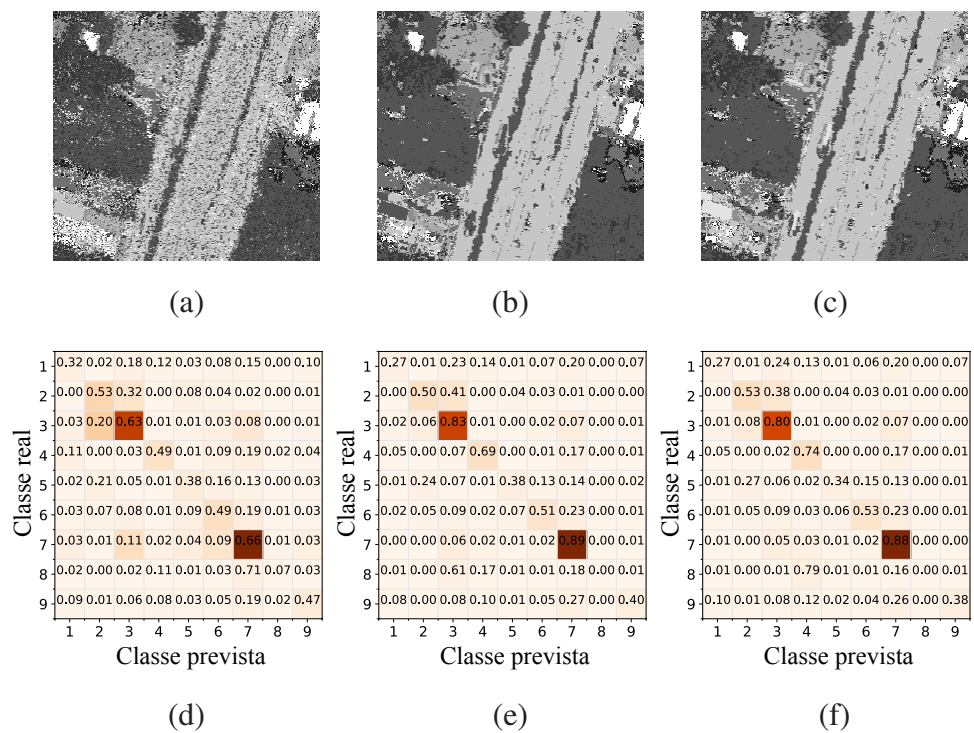 (a)
(b)
(c)
1 0.32 0.02 0.18 0.12 0.03 0.08 0.15 0.00 0.10
2 0.00 0.53 0.32 0.00 0.08 0.04 0.02 0.00 0.01
3 0.03 0.20 0.63 0.01 0.01 0.03 0.08 0.00 0.01
4 0.11 0.00 0.03 0.49 0.01 0.09 0.19 0.02 0.04
5 0.02 0.21 0.05 0.01 0.38 0.16 0.13 0.00 0.03
6 0.03 0.07 0.08 0.01 0.09 0.49 0.19 0.01 0.03
7 0.03 0.01 0.11 0.02 0.04 0.09 0.66 0.01 0.03
8 0.02 0.00 0.02 0.11 0.01 0.03 0.71 0.07 0.03
9 0.09 0.01 0.06 0.08 0.03 0.05 0.19 0.02 0.47
1 2 3 4 5 6 7 8 9
Classe real
Classe prevista
(d)
1 0.27 0.01 0.23 0.14 0.01 0.07 0.20 0.00 0.07
2 0.00 0.50 0.41 0.00 0.01 0.04 0.03 0.00 0.01
3 0.02 0.06 0.83 0.01 0.00 0.02 0.07 0.00 0.01
4 0.05 0.00 0.07 0.69 0.00 0.01 0.17 0.00 0.01
5 0.01 0.24 0.07 0.01 0.38 0.13 0.14 0.00 0.02
6 0.02 0.05 0.09 0.02 0.07 0.51 0.23 0.00 0.01
7 0.00 0.00 0.06 0.02 0.01 0.02 0.89 0.00 0.01
8 0.01 0.00 0.61 0.17 0.00 0.01 0.18 0.00 0.01
9 0.08 0.00 0.08 0.10 0.01 0.05 0.27 0.00 0.40
1 2 3 4 5 6 7 8 9
Classe real
Classe prevista
(e)
1 0.27 0.01 0.24 0.13 0.01 0.06 0.20 0.00 0.07
2 0.00 0.53 0.38 0.00 0.01 0.04 0.03 0.00 0.01
3 0.01 0.08 0.80 0.01 0.00 0.02 0.07 0.00 0.01
4 0.05 0.00 0.02 0.74 0.00 0.00 0.17 0.00 0.01
5 0.01 0.27 0.06 0.02 0.34 0.15 0.13 0.00 0.01
6 0.01 0.05 0.09 0.03 0.06 0.53 0.23 0.00 0.01
7 0.01 0.00 0.05 0.03 0.01 0.02 0.88 0.00 0.01
8 0.01 0.00 0.01 0.79 0.01 0.01 0.16 0.00 0.01
9 0.10 0.01 0.08 0.12 0.02 0.04 0.26 0.00 0.38
1 2 3 4 5 6 7 8 9
Classe real
Classe prevista
(f)